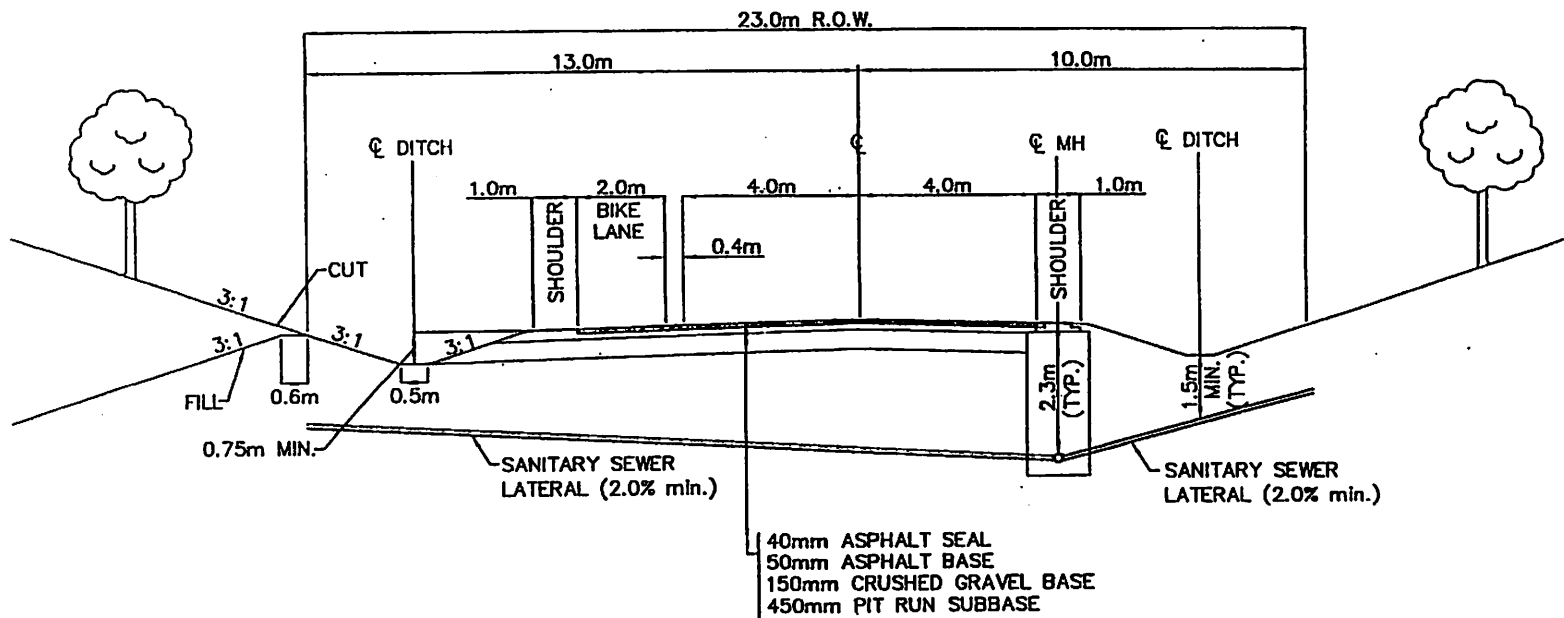 23.0m R.O.W.
13.0m
10.0m
℄ DITCH
℄
℄ MH
℄ DITCH
1.0m
2.0m
4.0m
4.0m
1.0m
SHOULDER
BIKE
LANE
0.4m
SHOULDER
CUT
3:1
3:1
3:1
3:1
FILL
0.6m
0.5m
2.3m
(TYP.)
1.5m
MIN.
(TYP.)
0.75m MIN.
SANITARY SEWER
LATERAL (2.0% min.)
SANITARY SEWER
LATERAL (2.0% min.)
40mm ASPHALT SEAL
50mm ASPHALT BASE
150mm CRUSHED GRAVEL BASE
450mm PIT RUN SUBBASE